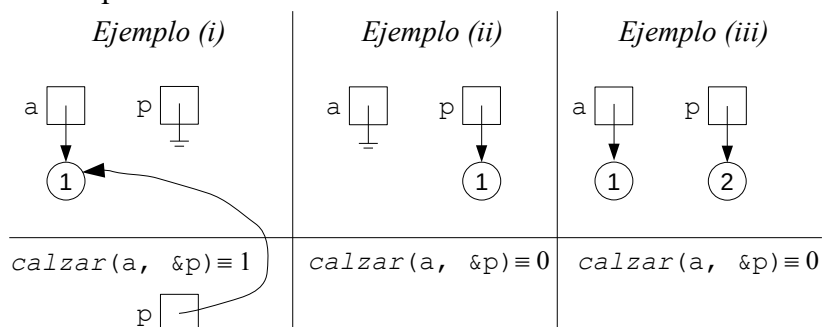 Ejemplo (i) Ejemplo (ii) Ejemplo (iii)
a p a p a p
1 1 1 2
calzar(a, &p)≡1 calzar(a, &p)≡0 calzar(a, &p)≡0
p